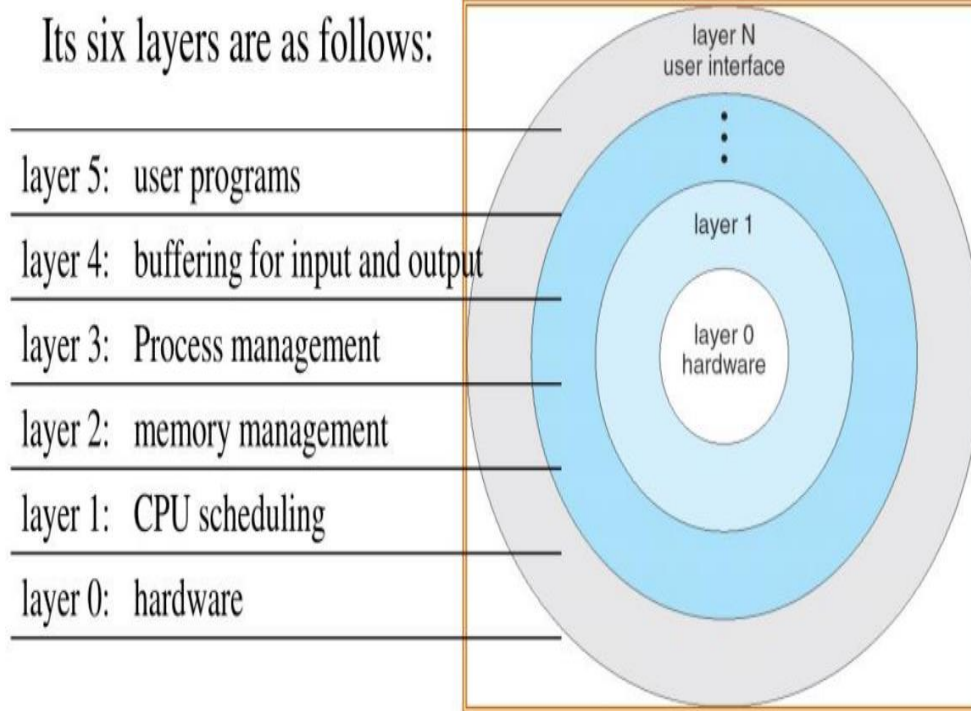 Its six layers are as follows:
layer 5: user programs
layer 4: buffering for input and output
layer 3: Process management
layer 2: memory management
layer 1: CPU scheduling
layer 0: hardware
layer N
user interface
layer 1
layer 0
hardware